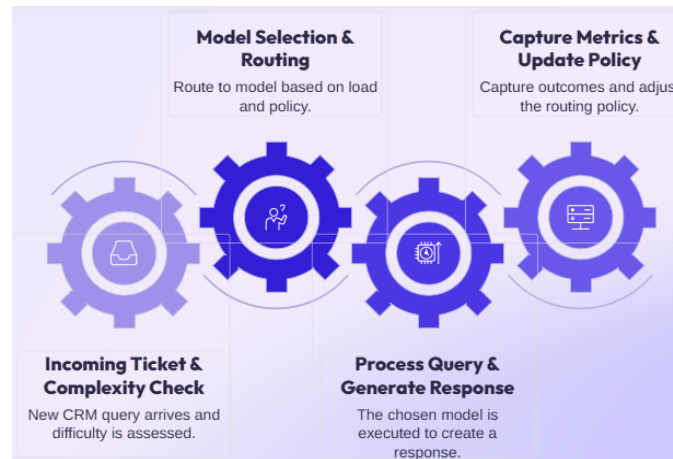 Model Selection &
Routing
Route to model based on load
and policy.
Capture Metrics &
Update Policy
Capture outcomes and adjus
the routing policy.
Incoming Ticket &
Complexity Check
New CRM query arrives and
difficulty is assessed.
Process Query &
Generate Response
The chosen model is
executed to create a
response.